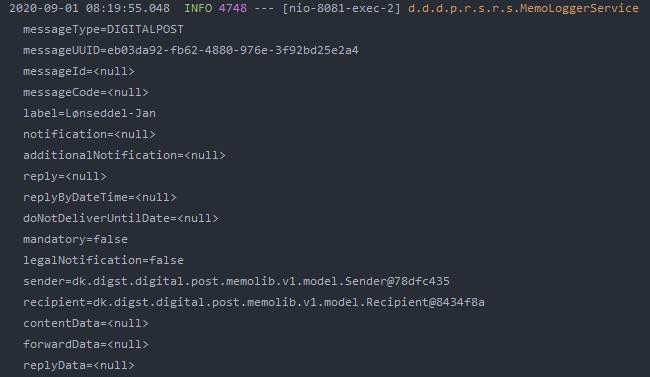 2020-09-01 08:19:55.048  INFO 4748 --- [nio-8081-exec-2] d.d.d.p.r.s.r.s.MemoLoggerService
messageType=DIGITALPOST
messageUUID=eb03da92-fb62-4880-976e-3f92bd25e2a4
messageId=<null>
messageCode=<null>
label=Lønseddel-Jan
notification=<null>
additionalNotification=<null>
reply=<null>
replyByDateTime=<null>
doNotDeliverUntilDate=<null>
mandatory=false
legalNotification=false
sender=dk.digst.digital.post.memolib.v1.model.Sender@78dfc435
recipient=dk.digst.digital.post.memolib.v1.model.Recipient@8434f8a
contentData=<null>
forwardData=<null>
replyData=<null>